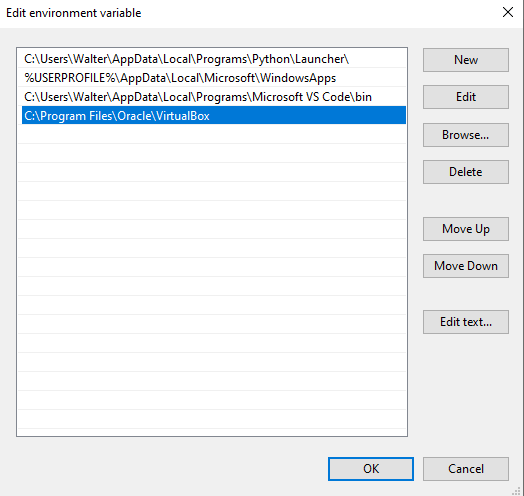 Edit environment variable
C:\Users\Walter\AppData\Local\Programs\Python\Launcher\
%USERPROFILE%\AppData\Local\Microsoft\WindowsApps
C:\Users\Walter\AppData\Local\Programs\Microsoft VS Code\bin
C:\Program Files\Oracle\VirtualBox
New
Edit
Browse...
Delete
Move Up
Move Down
Edit text...
OK
Cancel